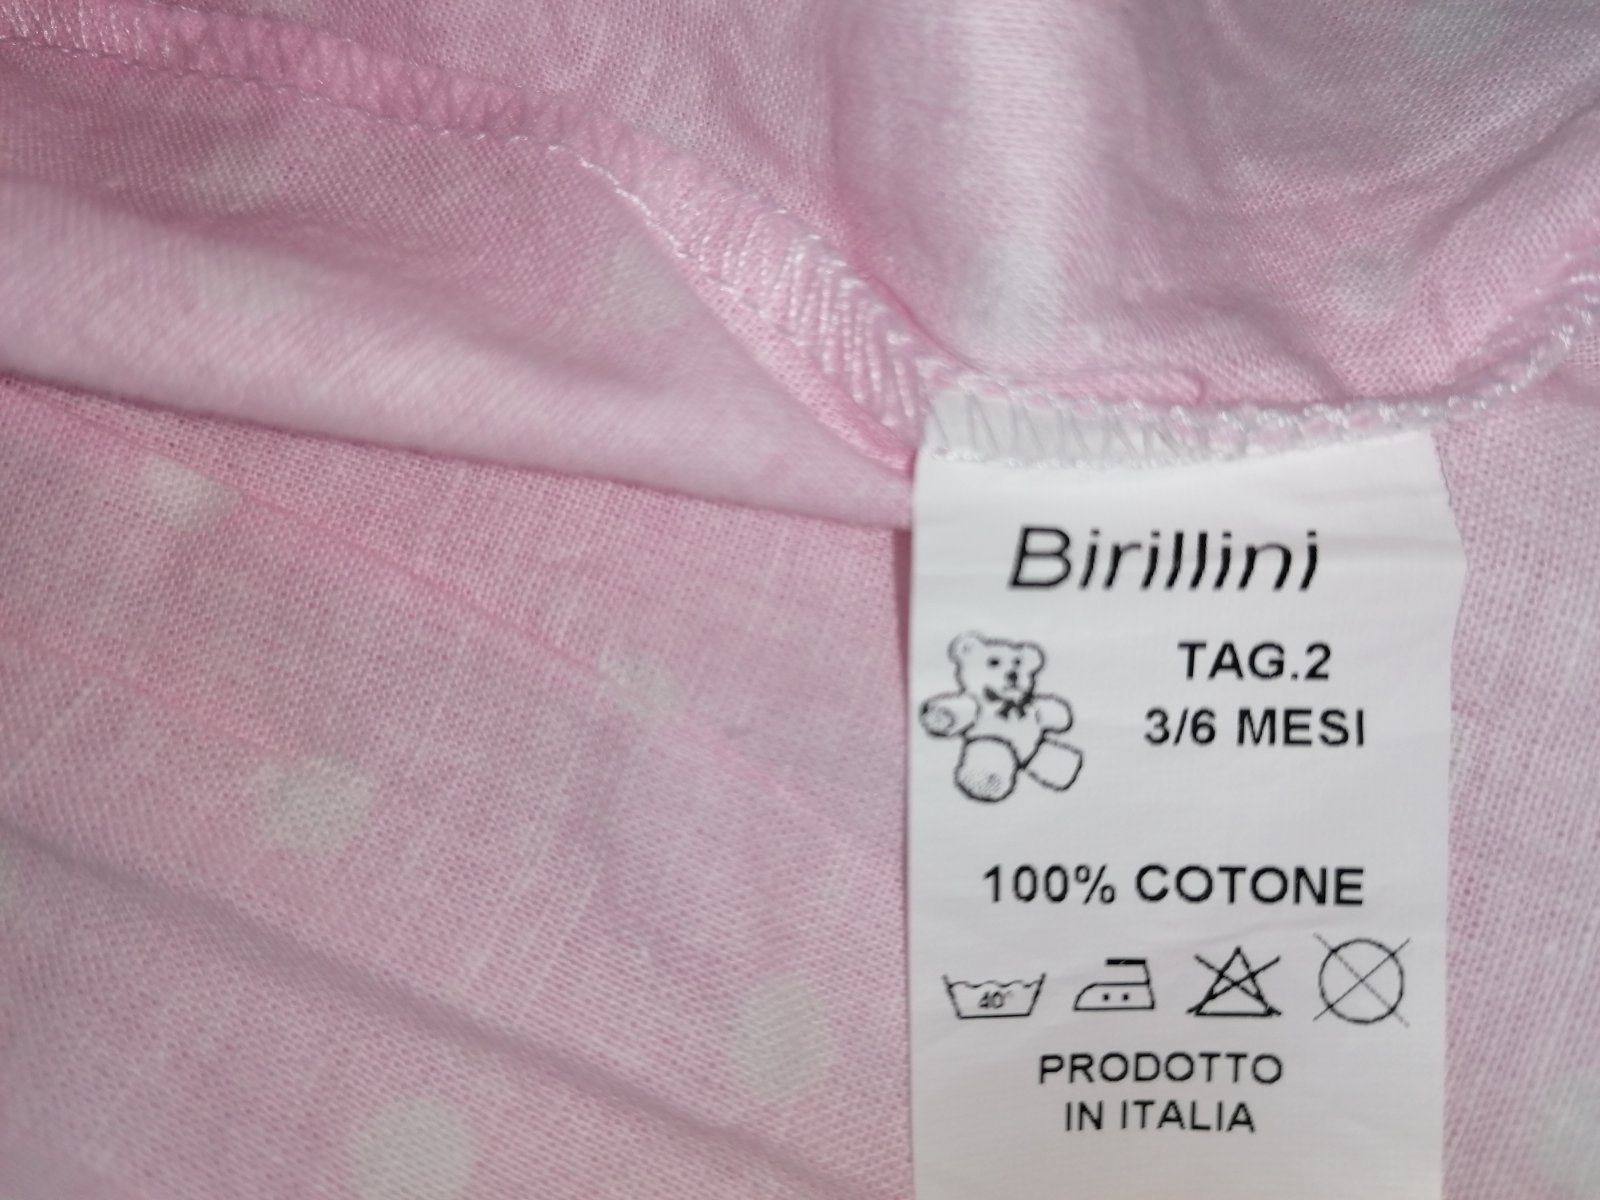 Birillini
TAG.2
3/6 MESI
100% COTONE
40°
PRODOTTO
IN ITALIA